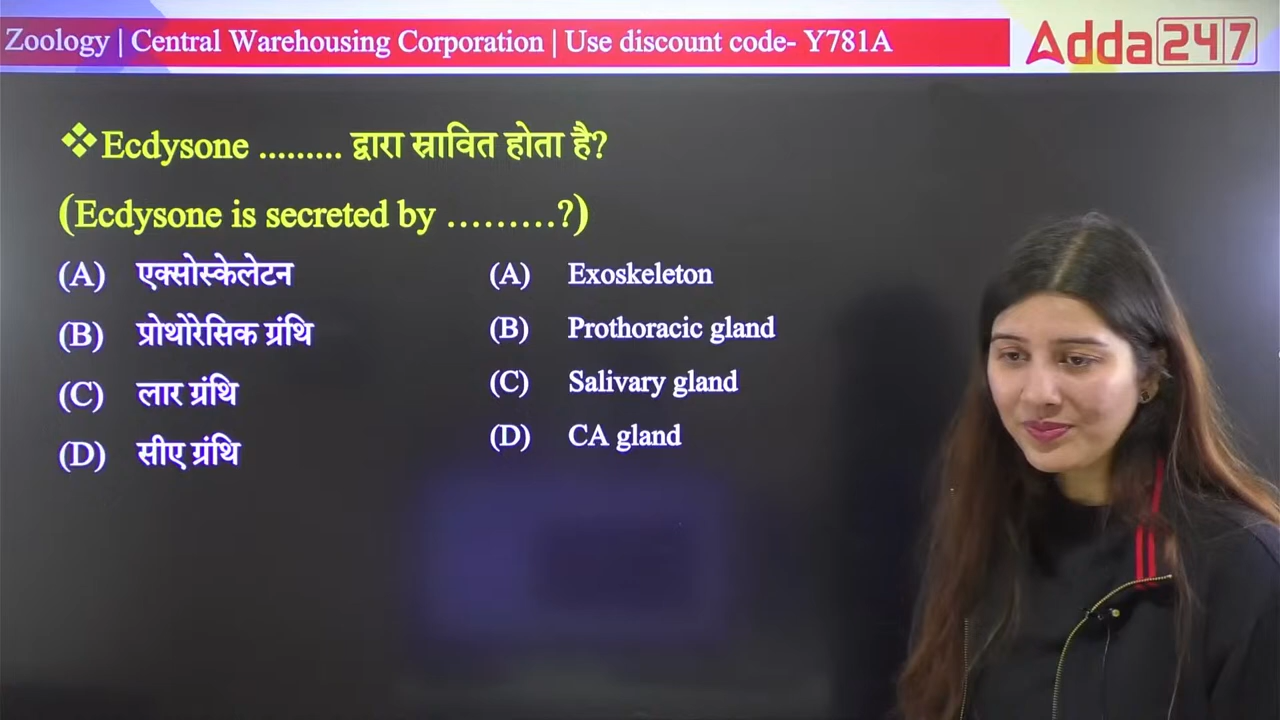 Zoology | Central Warehousing Corporation | Use discount code- Y781A
Adda247
❖Ecdysone ......... द्वारा स्रावित होता है?
(Ecdysone is secreted by .........?)
(A) एक्सोस्केलेटन
(B) प्रोथोरेसिक ग्रंथि
(C) लार ग्रंथि
(D) सीए ग्रंथि
(A) Exoskeleton
(B) Prothoracic gland
(C) Salivary gland
(D) CA gland